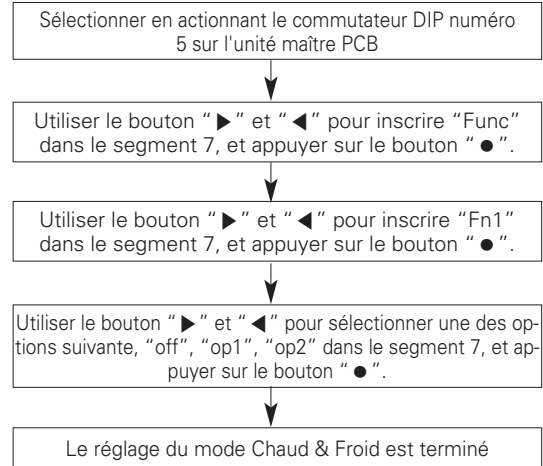 Sélectionner en actionnant le commutateur DIP numéro
5 sur l'unité maître PCB
Utiliser le bouton “ ▶ ” et “ ◀ ” pour inscrire “Func”
dans le segment 7, et appuyer sur le bouton “ ● ”.
Utiliser le bouton “ ▶ ” et “ ◀ ” pour inscrire “Fn1”
dans le segment 7, et appuyer sur le bouton “ ● ”.
Utiliser le bouton “ ▶ ” et “ ◀ ” pour sélectionner une des op-
tions suivante, “off”, “op1”, “op2” dans le segment 7, et ap-
puyer sur le bouton “ ● ”.
Le réglage du mode Chaud & Froid est terminé